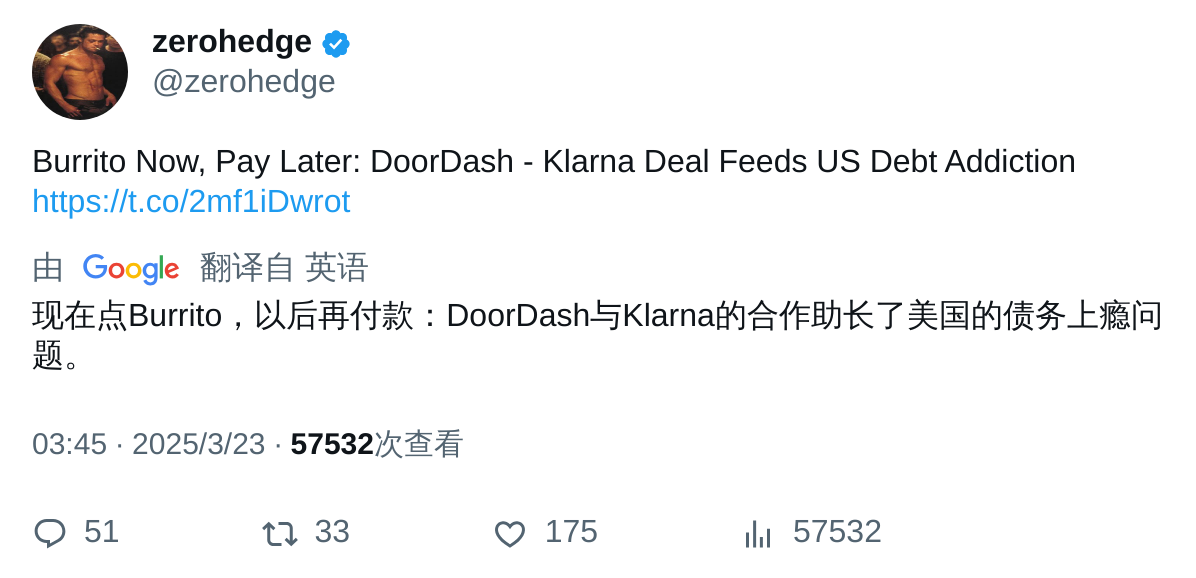 zerohedge
@zerohedge
Burrito Now, Pay Later: DoorDash - Klarna Deal Feeds US Debt Addiction
https://t.co/2mf1iDwrot
由 Google 翻译自 英语
现在点Burrito，以后再付款：DoorDash与Klarna的合作助长了美国的债务上瘾问
题。
03:45 · 2025/3/23 · 57532次查看
51 33 175 57532